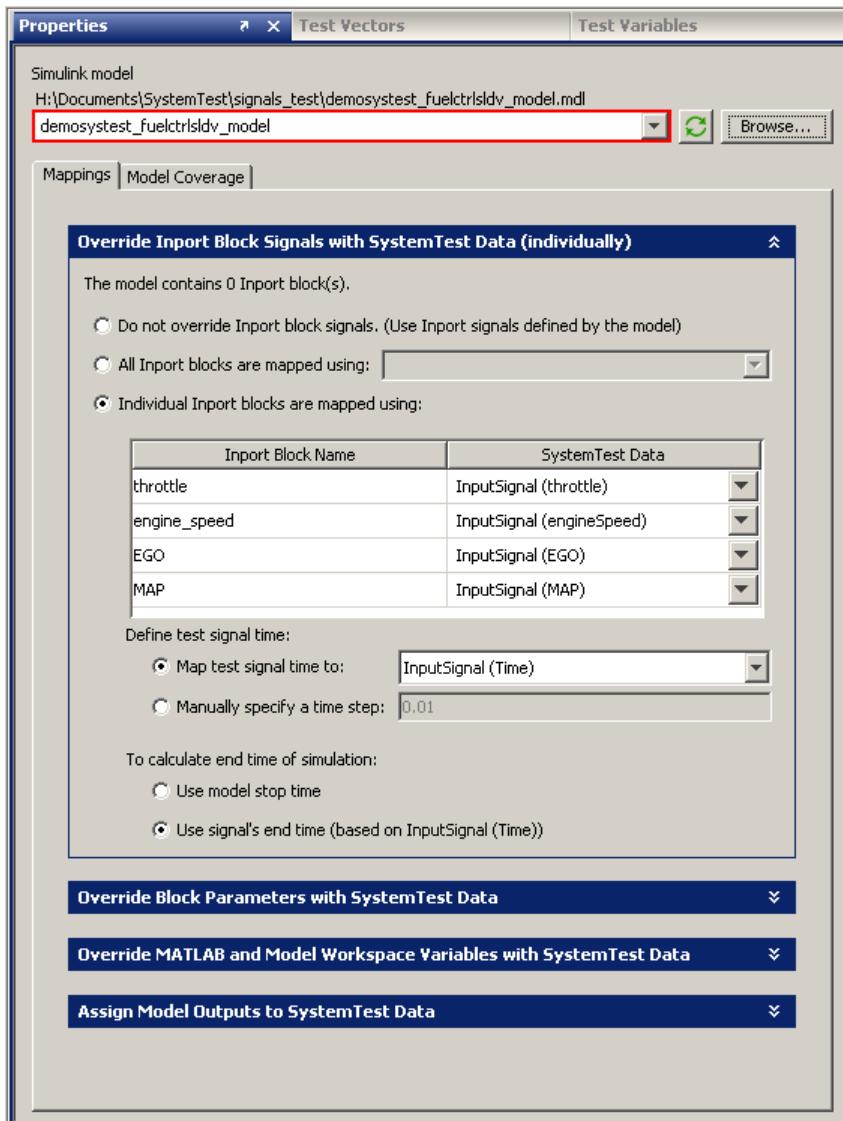 Properties
Test Vectors
Test Variables
Simulink model
H:\Documents\SystemTest\signals_test\demosystest_fuelctrlsldv_model.mdl
demosystest_fuelctrlsldv_model
Browse...
Mappings
Model Coverage
Override Inport Block Signals with SystemTest Data (individually)
The model contains 0 Inport block(s).
Do not override Inport block signals. (Use Inport signals defined by the model)
All Inport blocks are mapped using:
Individual Inport blocks are mapped using:
Inport Block Name SystemTest Data
throttle InputSignal (throttle)
engine_speed InputSignal (engineSpeed)
EGO InputSignal (EGO)
MAP InputSignal (MAP)
Define test signal time:
Map test signal time to: InputSignal (Time)
Manually specify a time step: 0.01
To calculate end time of simulation:
Use model stop time
Use signal's end time (based on InputSignal (Time))
Override Block Parameters with SystemTest Data
Override MATLAB and Model Workspace Variables with SystemTest Data
Assign Model Outputs to SystemTest Data